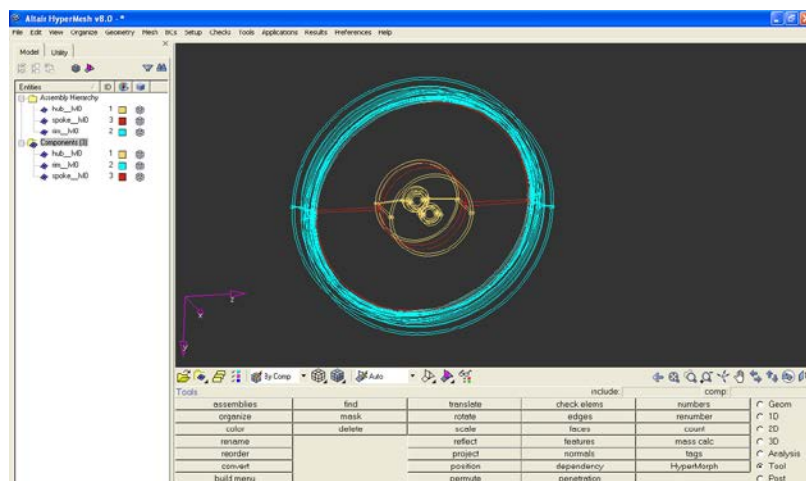 Altair HyperMesh v8.0 - *
File Edit View Organize Geometry Mesh BCs Setup Checks Tools Applications Results Preferences Help
Model Utility
Entities ID
Assembly Hierarchy
hub_lvl0 1
spoke_lvl0 3
rim_lvl0 2
Components (3)
hub_lvl0 1
rim_lvl0 2
spoke_lvl0 3
z
x
y
By Comp Auto
Tools include: comp:
assemblies find translate check elems numbers Geom
organize mask rotate edges renumber 1D
color delete scale faces count 2D
rename reflect features mass calc 3D
reorder project normals tags Analysis
convert position dependency HyperMorph Tool
build menu permute penetration Post